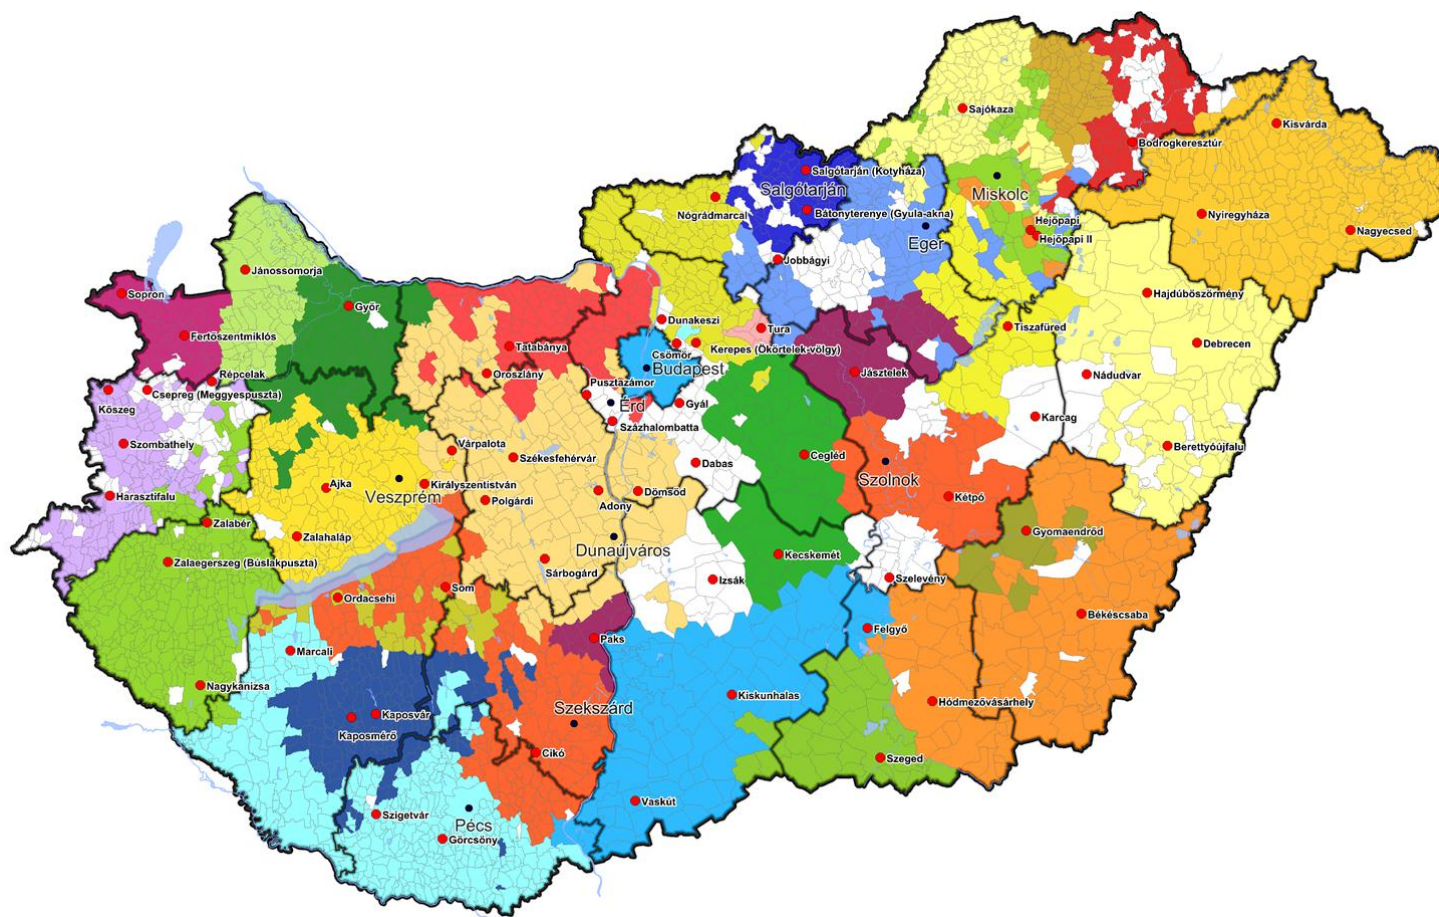 Kisvárda
Sajókaza
Bodrogkeresztúr
Salgótarján (Kotyháza)
Salgótarján
Miskolc
Nógrádmarcal
Bátonyterenye (Gyula-akna)
Nyíregyháza
Hejőpapi
Nagyecsed
Hejőpapi II
Eger
Jobbágyi
Jánossomorja
Sopron
Hajdúböszörmény
Győr
Dunakeszi
Tiszafüred
Tura
Fertőszentmiklós
Debrecen
Tatabánya
Csömör
Kerepes (Ökörtelek-völgy)
Budapest
Jásztelek
Nádudvar
Oroszlány
Répcelak
Kőszeg
Csepreg (Meggyespuszta)
Pusztazámor
Érd
Gyál
Karcag
Százhalombatta
Szombathely
Berettyóújfalu
Várpalota
Székesfehérvár
Cegléd
Dabas
Szolnok
Ajka
Veszprém
Királyszentistván
Dömsöd
Adony
Harasztifalu
Polgárdi
Kétpó
Zalabér
Gyomaendrőd
Zalahaláp
Dunaújváros
Kecskemét
Zalaegerszeg (Búslakpuszta)
Sárbogárd
Izsák
Szelevény
Som
Ordacsehi
Békéscsaba
Felgyő
Paks
Marcali
Nagykanizsa
Kiskunhalas
Hódmezővásárhely
Szekszárd
Kaposvár
Kaposmérő
Cikó
Szeged
Vaskút
Szigetvár
Pécs
Görcsöny